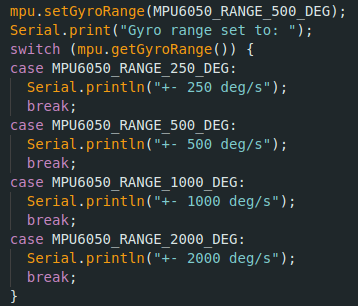 mpu.setGyroRange(MPU6050_RANGE_500_DEG);
Serial.print("Gyro range set to: ");
switch (mpu.getGyroRange()) {
case MPU6050_RANGE_250_DEG:
  Serial.println("+- 250 deg/s");
  break;
case MPU6050_RANGE_500_DEG:
  Serial.println("+- 500 deg/s");
  break;
case MPU6050_RANGE_1000_DEG:
  Serial.println("+- 1000 deg/s");
  break;
case MPU6050_RANGE_2000_DEG:
  Serial.println("+- 2000 deg/s");
  break;
}